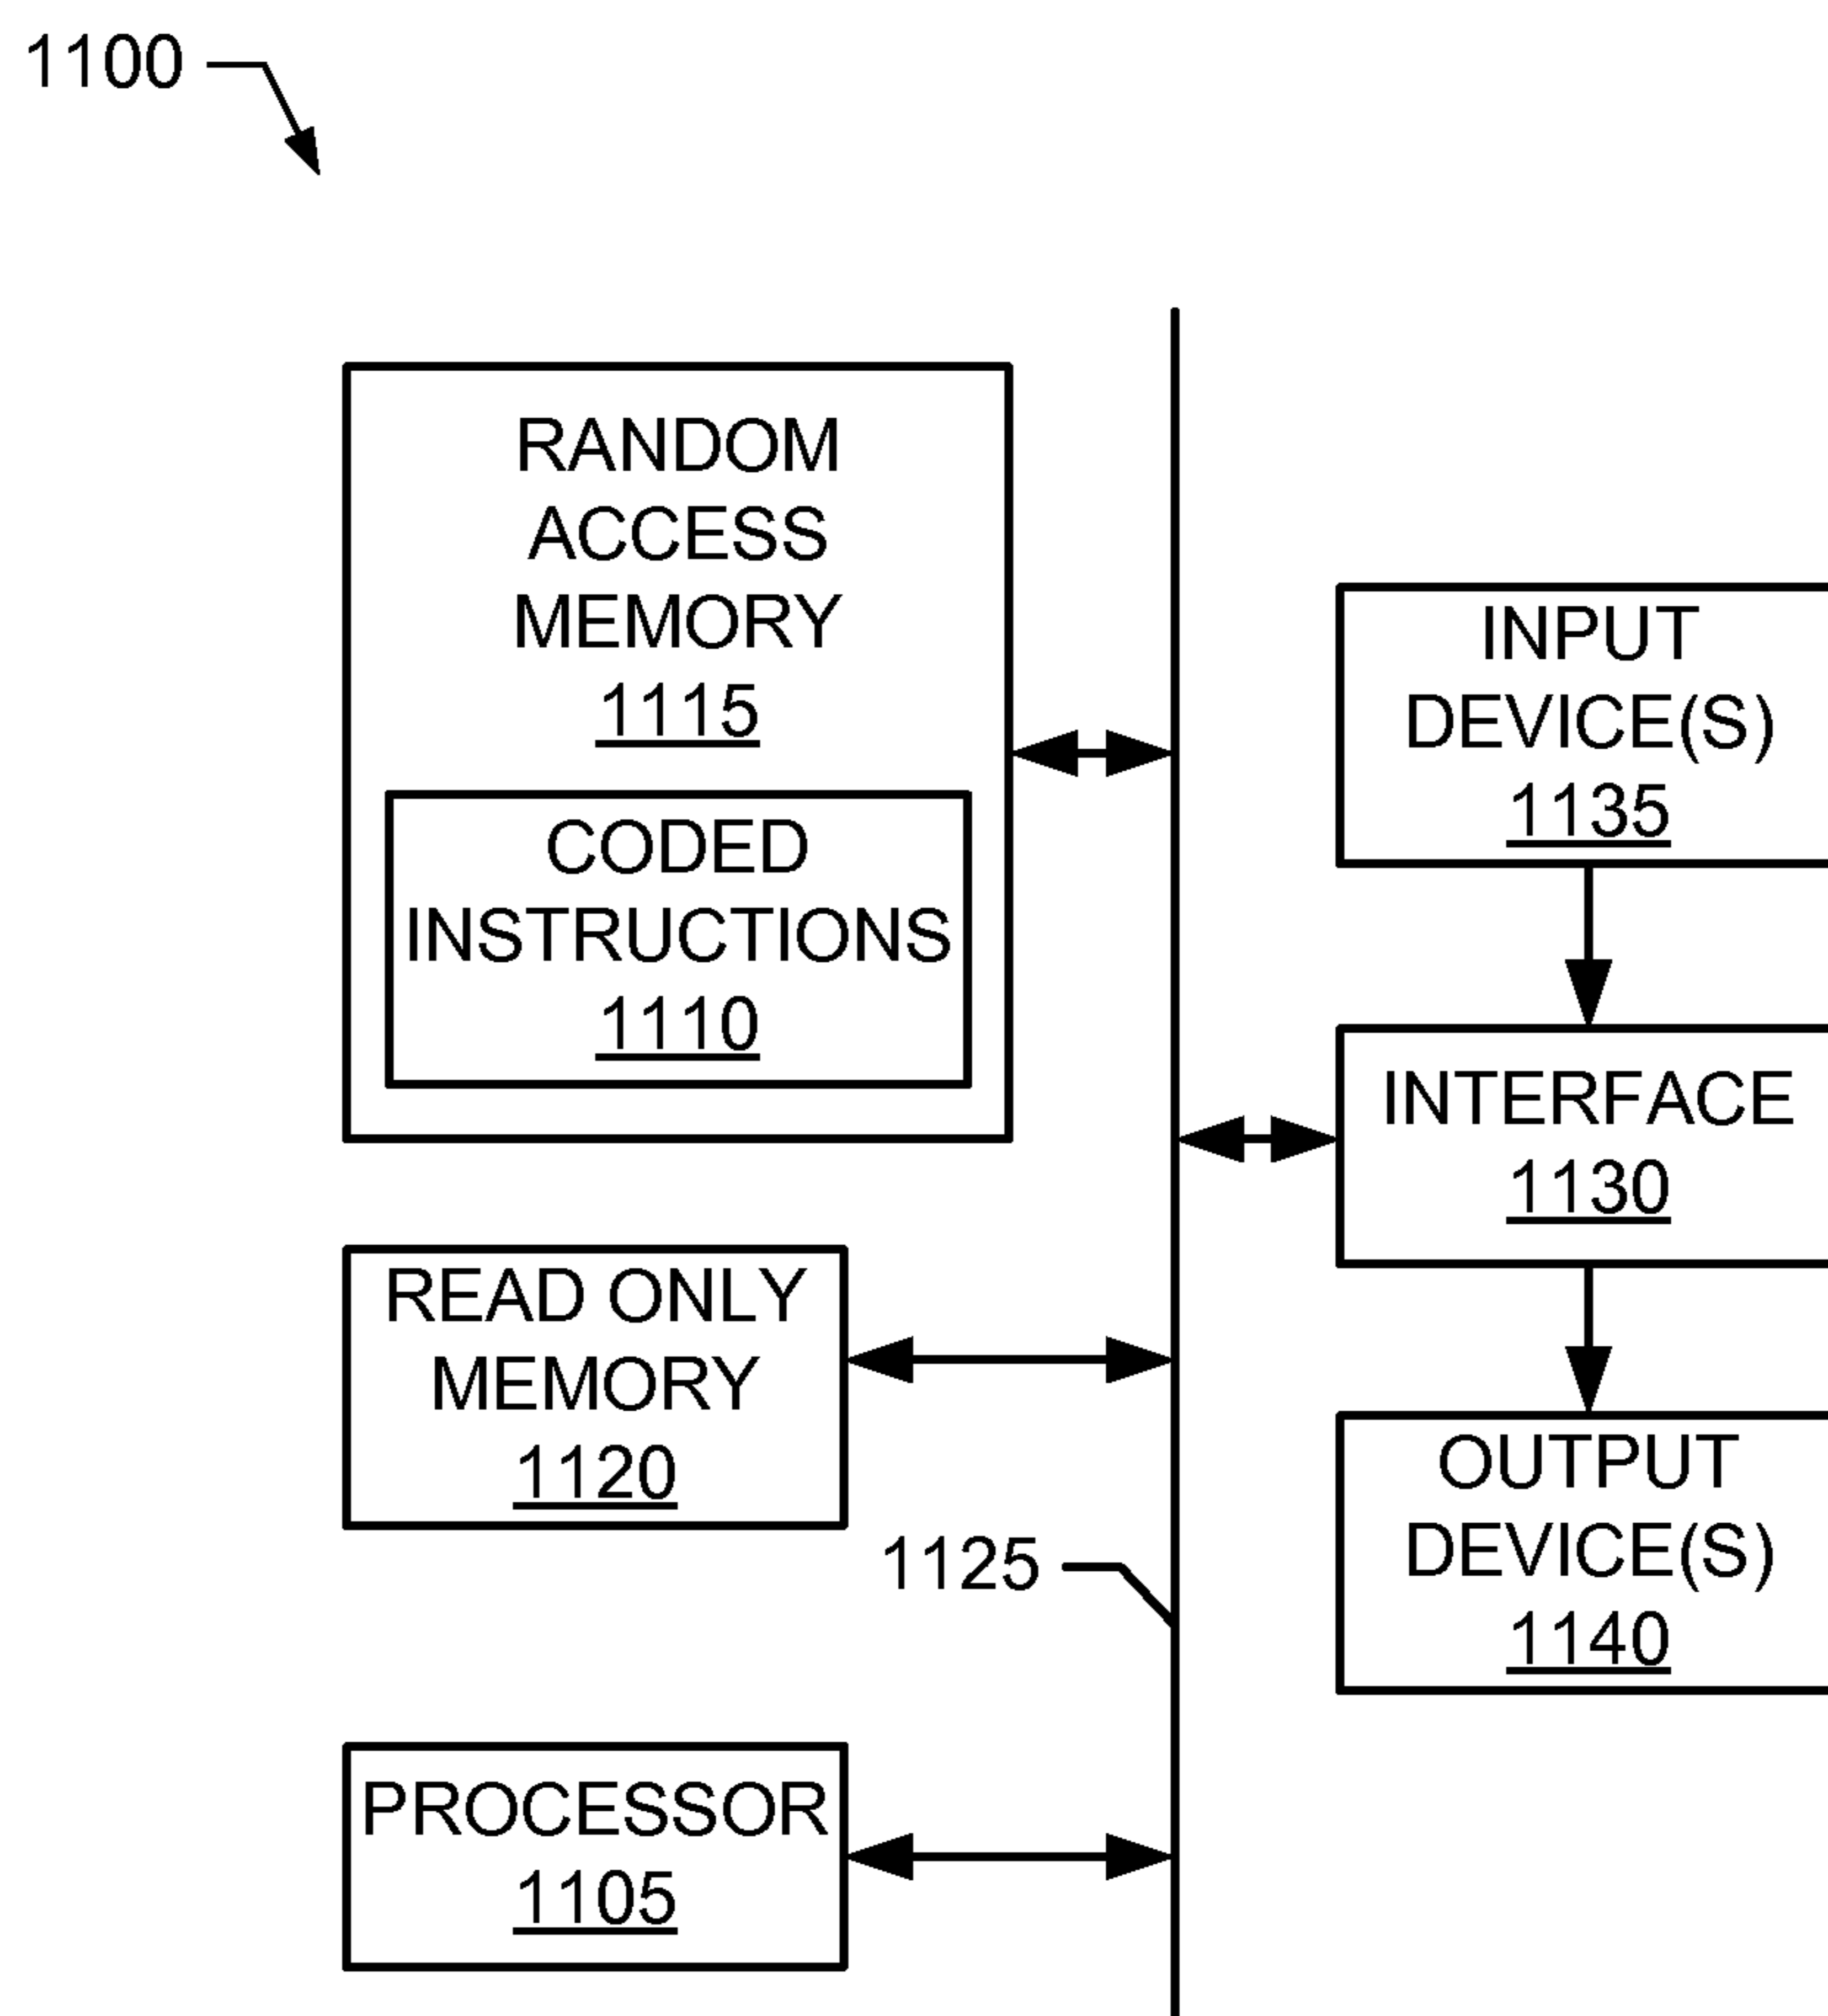 1100
RANDOM
ACCESS
MEMORY
1115
CODED
INSTRUCTIONS
1110
READ ONLY
MEMORY
1120
1125
PROCESSOR
1105
INPUT
DEVICE(S)
1135
INTERFACE
1130
OUTPUT
DEVICE(S)
1140